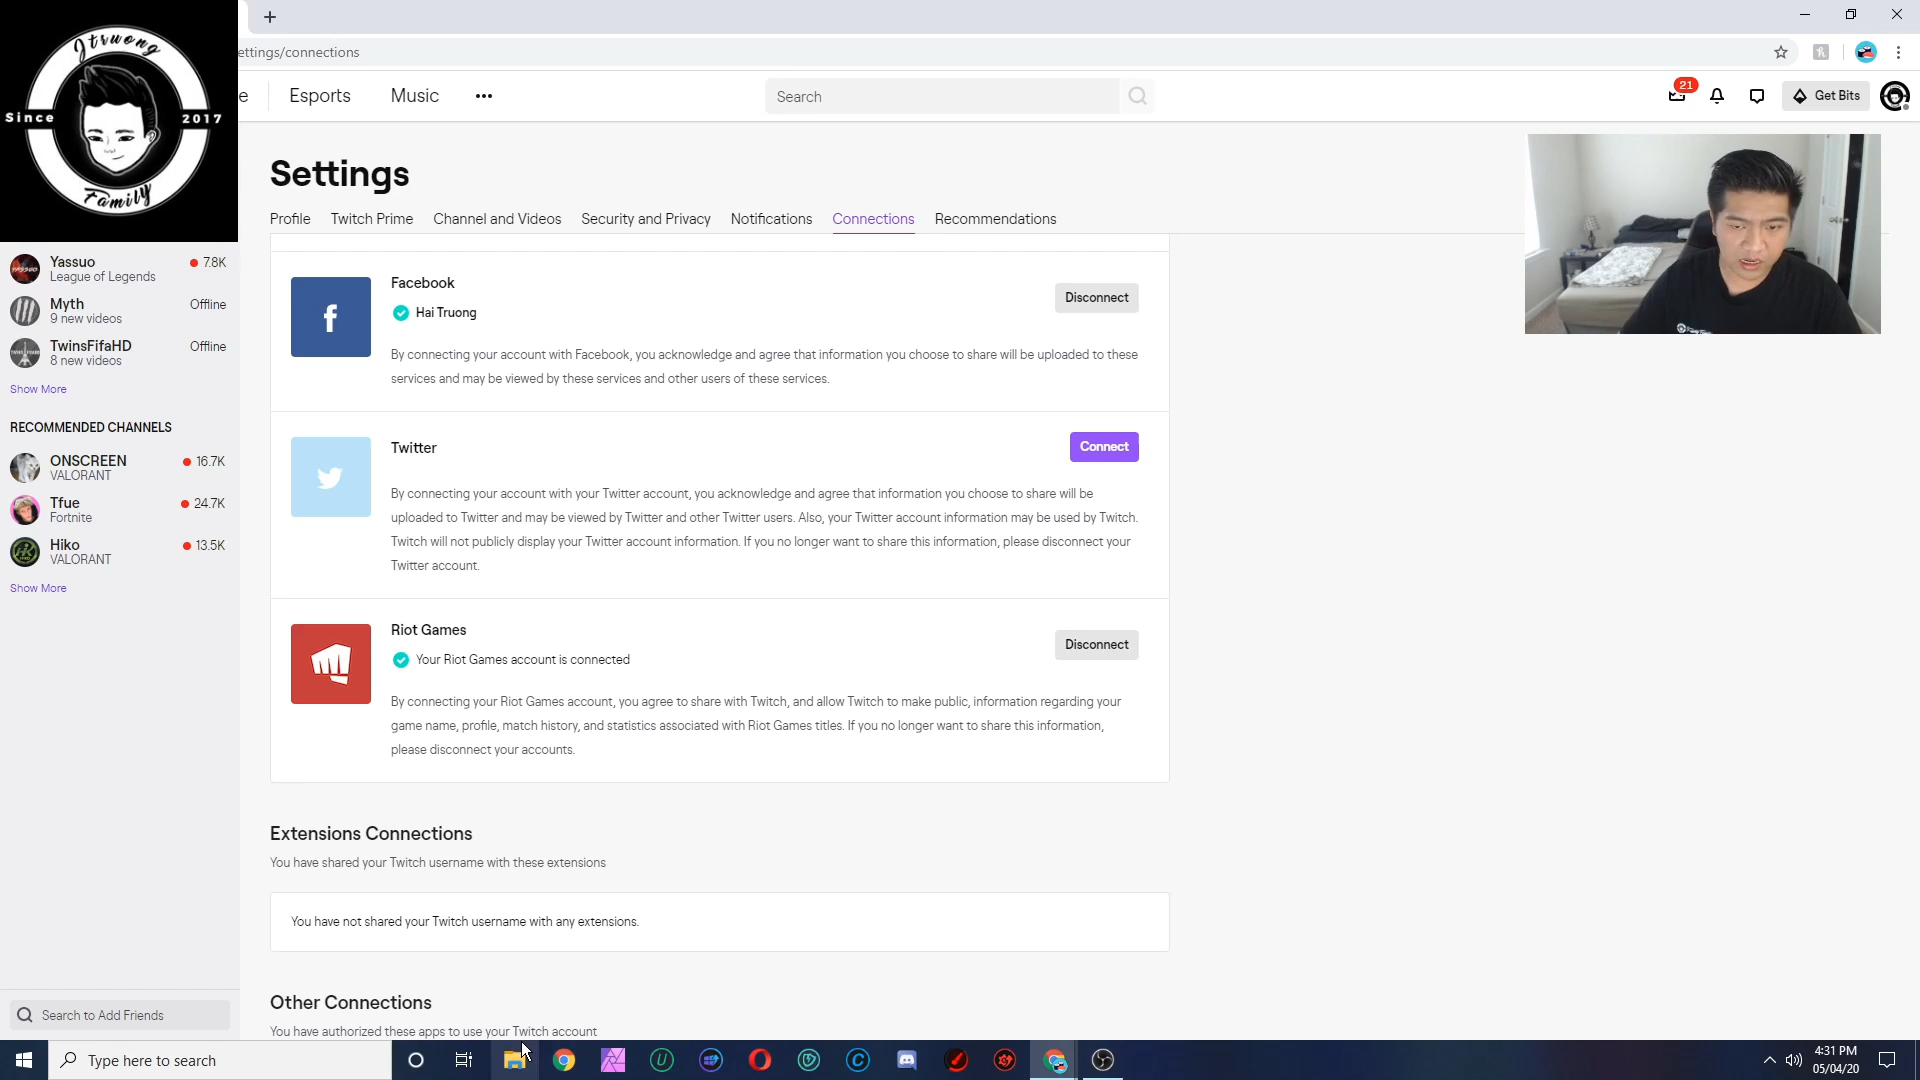 ettings/connections
Jtruong
Since 2017
Family
e
Esports
Music
Search
21
Get Bits
Settings
Profile
Twitch Prime
Channel and Videos
Security and Privacy
Notifications
Connections
Recommendations
Yassuo
7.8K
League of Legends
Myth
Offline
9 new videos
TwinsFifaHD
Offline
8 new videos
Show More
RECOMMENDED CHANNELS
ONSCREEN
16.7K
VALORANT
Tfue
24.7K
Fortnite
Hiko
13.5K
VALORANT
Show More
Search to Add Friends
Facebook
Hai Truong
Disconnect
By connecting your account with Facebook, you acknowledge and agree that information you choose to share will be uploaded to these
services and may be viewed by these services and other users of these services.
Twitter
Connect
By connecting your account with your Twitter account, you acknowledge and agree that information you choose to share will be
uploaded to Twitter and may be viewed by Twitter and other Twitter users. Also, your Twitter account information may be used by Twitch.
Twitch will not publicly display your Twitter account information. If you no longer want to share this information, please disconnect your
Twitter account.
Riot Games
Your Riot Games account is connected
Disconnect
By connecting your Riot Games account, you agree to share with Twitch, and allow Twitch to make public, information regarding your
game name, profile, match history, and statistics associated with Riot Games titles. If you no longer want to share this information,
please disconnect your accounts.
Extensions Connections
You have shared your Twitch username with these extensions
You have not shared your Twitch username with any extensions.
Other Connections
You have authorized these apps to use your Twitch account
Type here to search
4:31 PM
05/04/20